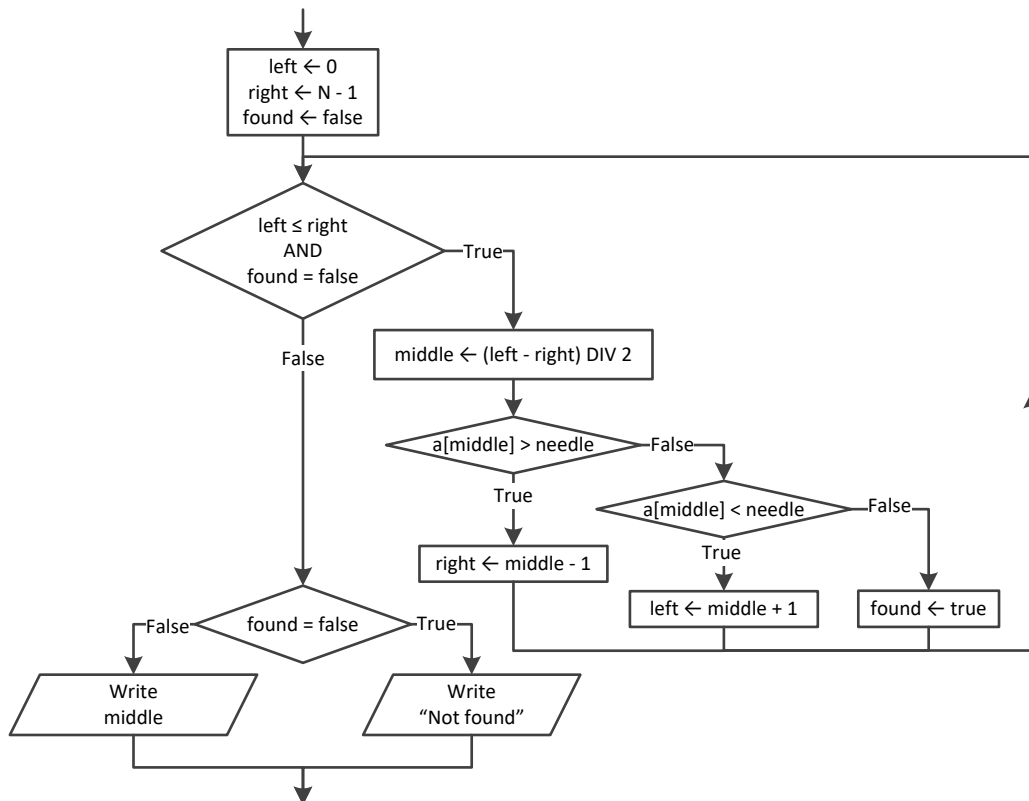 left ← 0
right ← N - 1
found ← false
left ≤ right
AND
found = false
True
False
middle ← (left - right) DIV 2
a[middle] > needle
False
True
a[middle] < needle
False
True
right ← middle - 1
left ← middle + 1
found ← true
False
found = false
True
Write
middle
Write
“Not found”